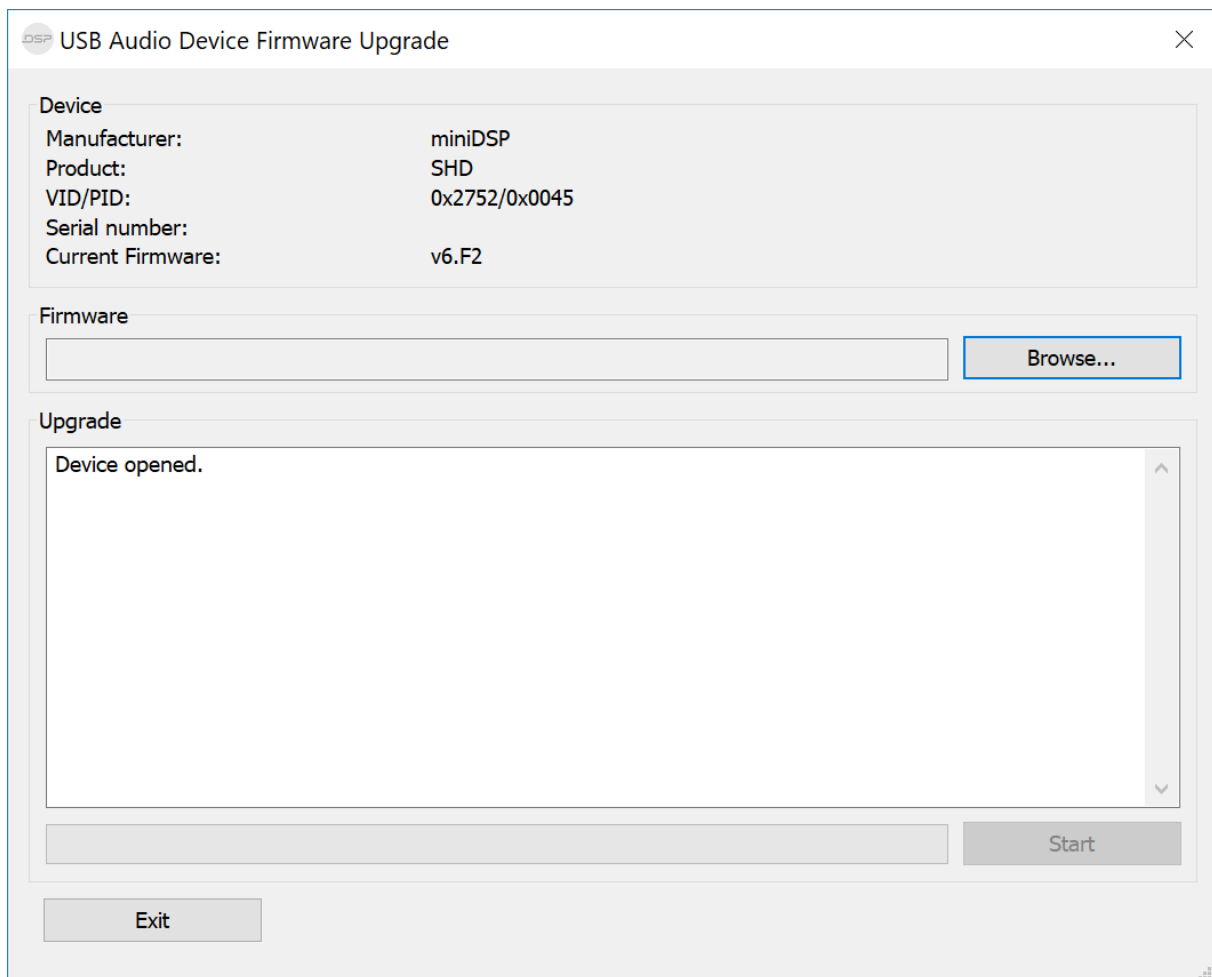 DSP USB Audio Device Firmware Upgrade
Device
Manufacturer: miniDSP
Product: SHD
VID/PID: 0x2752/0x0045
Serial number:
Current Firmware: v6.F2
Firmware
Browse...
Upgrade
Device opened.
Start
Exit